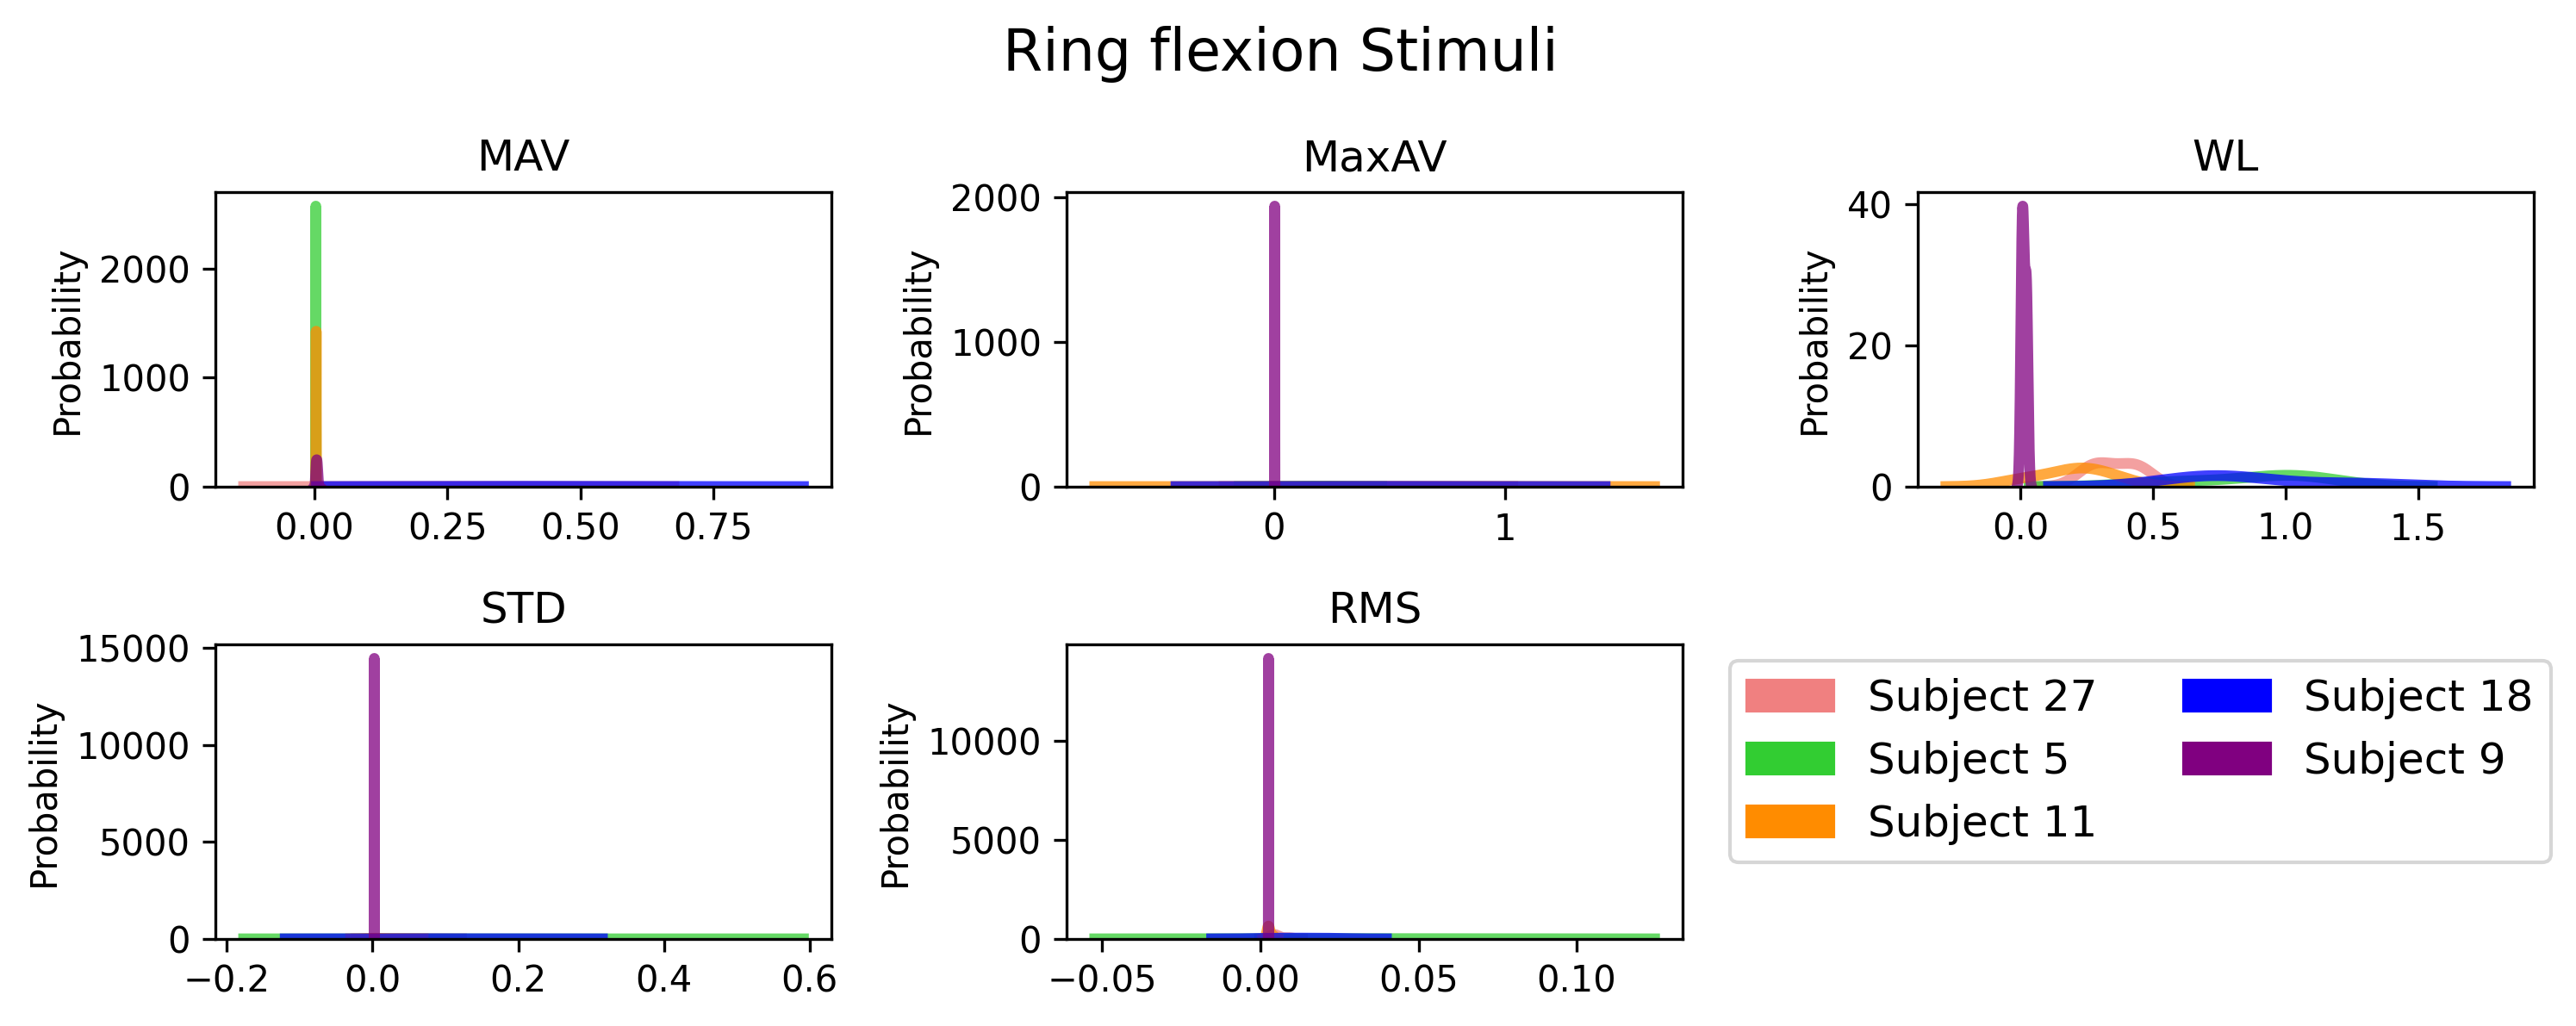 Ring flexion Stimuli
MAV
Probability
2000
1000
0
0.00 0.25 0.50 0.75
MaxAV
Probability
2000
1000
0
0 1
WL
Probability
40
20
0
0.0 0.5 1.0 1.5
STD
Probability
15000
10000
5000
0
−0.2 0.0 0.2 0.4 0.6
RMS
Probability
10000
5000
0
−0.05 0.00 0.05 0.10
Subject 27
Subject 5
Subject 11
Subject 18
Subject 9